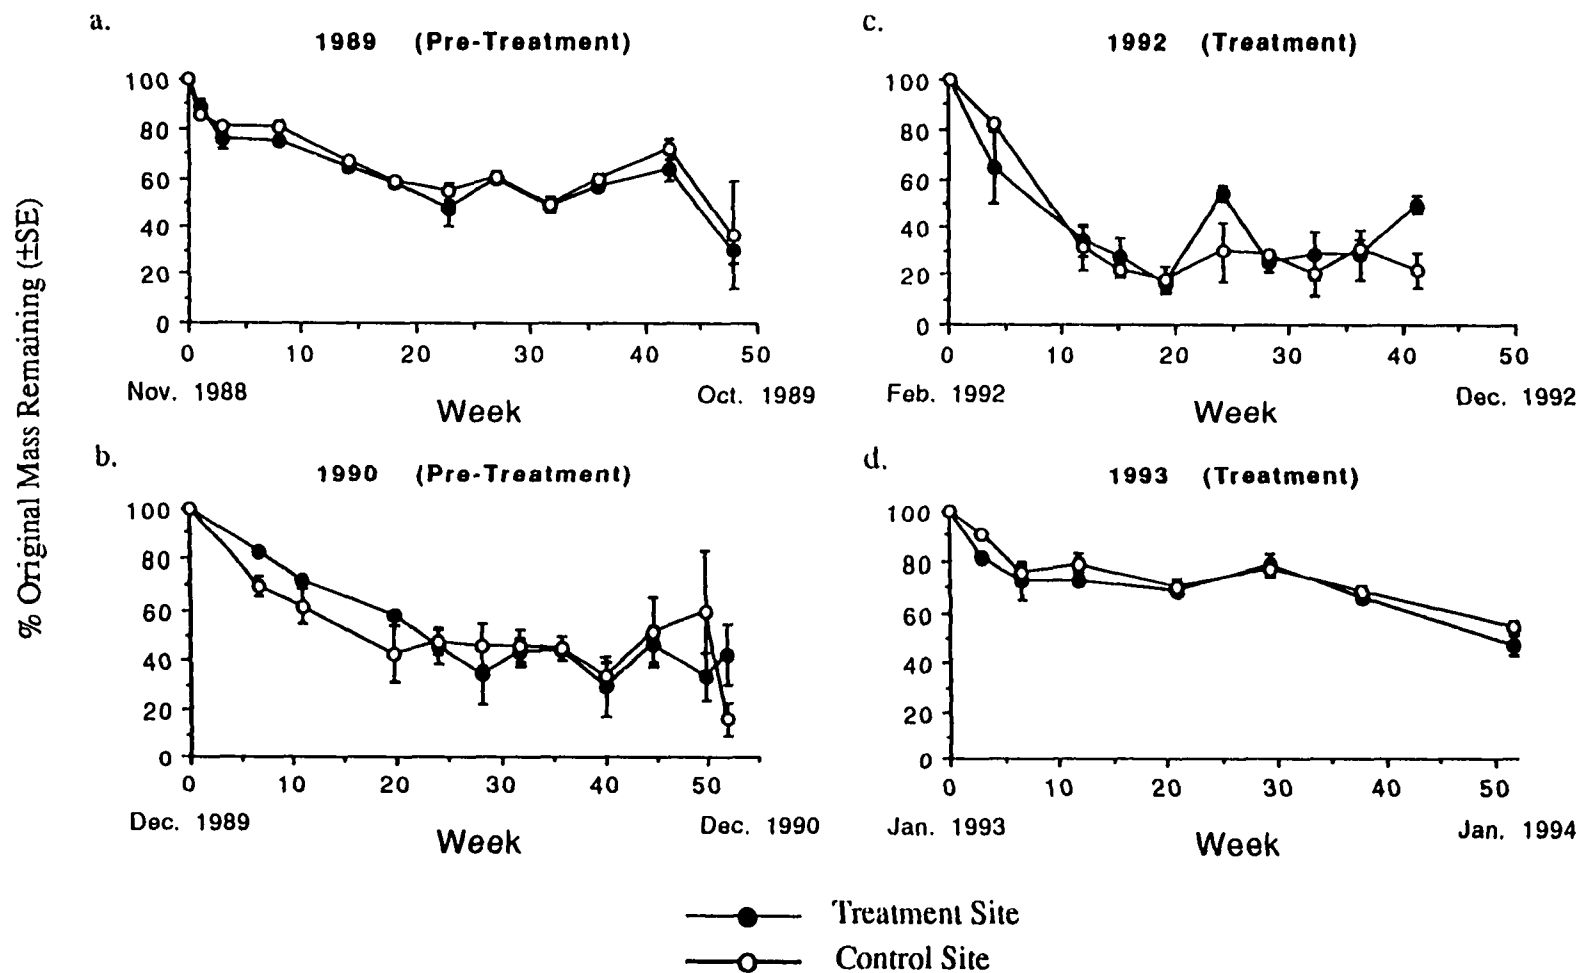 % Original Mass Remaining (±SE)
a.
1989 (Pre-Treatment)
100
80
60
40
20
0
0 10 20 30 40 50
Nov. 1988 Oct. 1989
Week
b.
1990 (Pre-Treatment)
100
80
60
40
20
0
0 10 20 30 40 50
Dec. 1989 Dec. 1990
Week
c.
1992 (Treatment)
100
80
60
40
20
0
0 10 20 30 40 50
Feb. 1992 Dec. 1992
Week
d.
1993 (Treatment)
100
80
60
40
20
0
0 10 20 30 40 50
Jan. 1993 Jan. 1994
Week
Treatment Site
Control Site